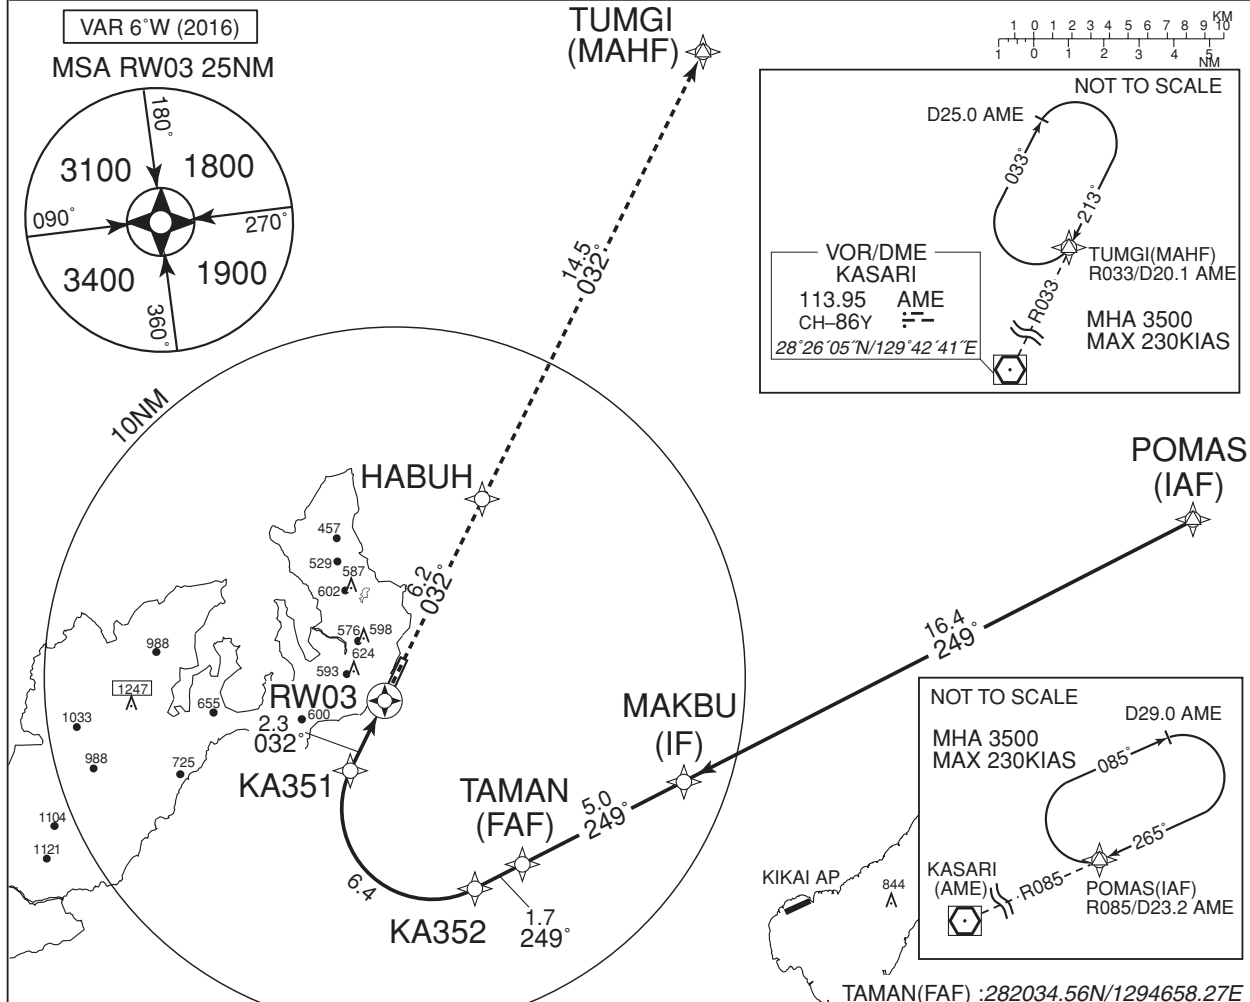 VAR 6°W (2016)
MSA RW03 25NM
180°
3100
1800
090°
270°
3400
1900
360°
TUMGI
(MAHF)
1 0 1 2 3 4 5 6 7 8 9 10 KM
1 0 1 2 3 4 5 NM
NOT TO SCALE
D25.0 AME
033°
213°
TUMGI(MAHF)
R033/D20.1 AME
R033
MHA 3500
MAX 230KIAS
VOR/DME
KASARI
113.95 AME
CH–86Y
28°26´05˝N/129°42´41˝E
14.5
032°
10NM
HABUH
6.2
032°
POMAS
(IAF)
16.4
249°
457
529
587
602
576
598
624
593
600
988
1247
655
1033
988
725
1104
1121
RW03
2.3
032°
KA351
6.4
KA352
TAMAN
(FAF)
1.7
249°
5.0
249°
MAKBU
(IF)
KIKAI AP
844
NOT TO SCALE
D29.0 AME
MHA 3500
MAX 230KIAS
085°
265°
KASARI
(AME)
R085
POMAS(IAF)
R085/D23.2 AME
TAMAN(FAF) :282034.56N/1294658.27E